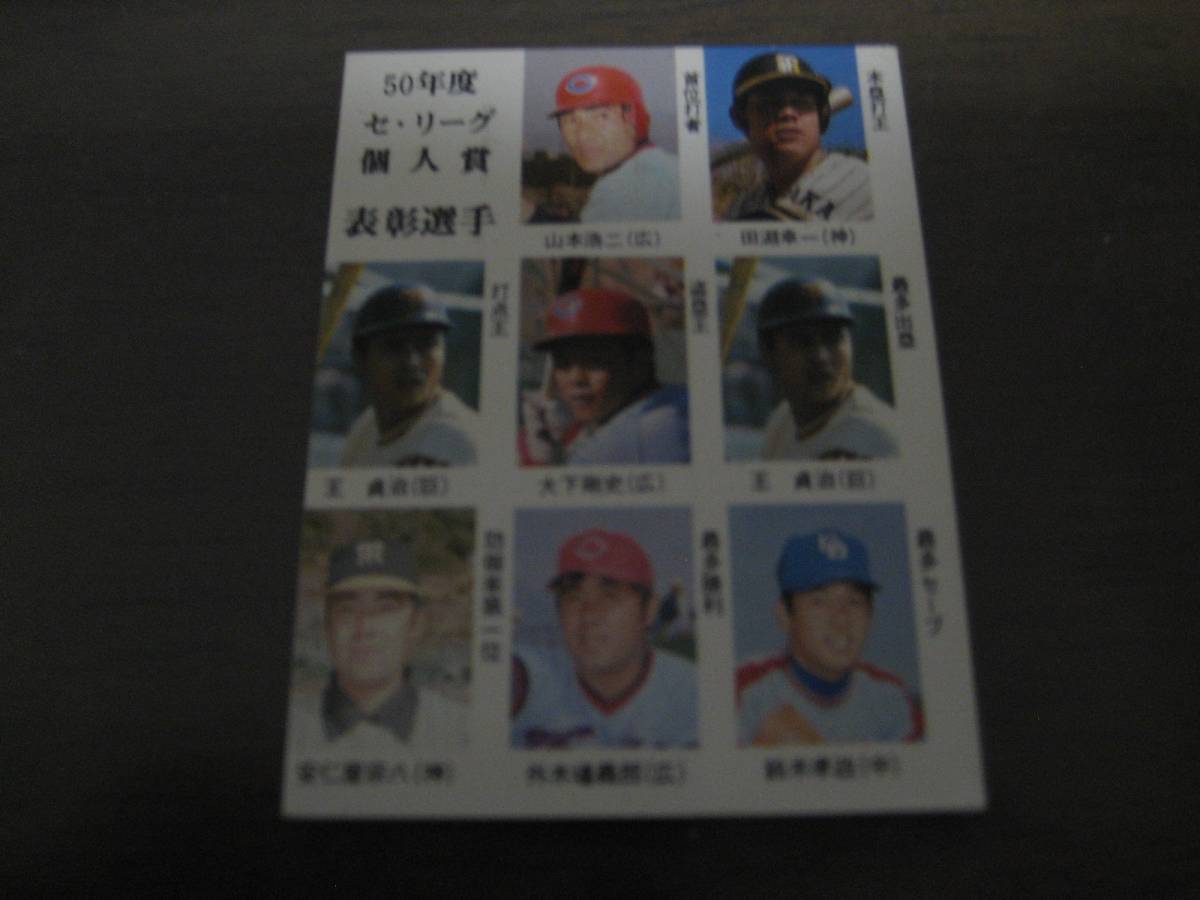 50年度
セ・リーグ
個人賞
表彰選手
首位打者
山本浩二(広)
本塁打王
田淵幸一(神)
打点王
王 貞治(巨)
盗塁王
大下剛史(広)
最多出塁
王 貞治(巨)
防御率第一位
安仁屋宗八(神)
最多勝利
外木場義郎(広)
最多セーブ
鈴木孝政(中)